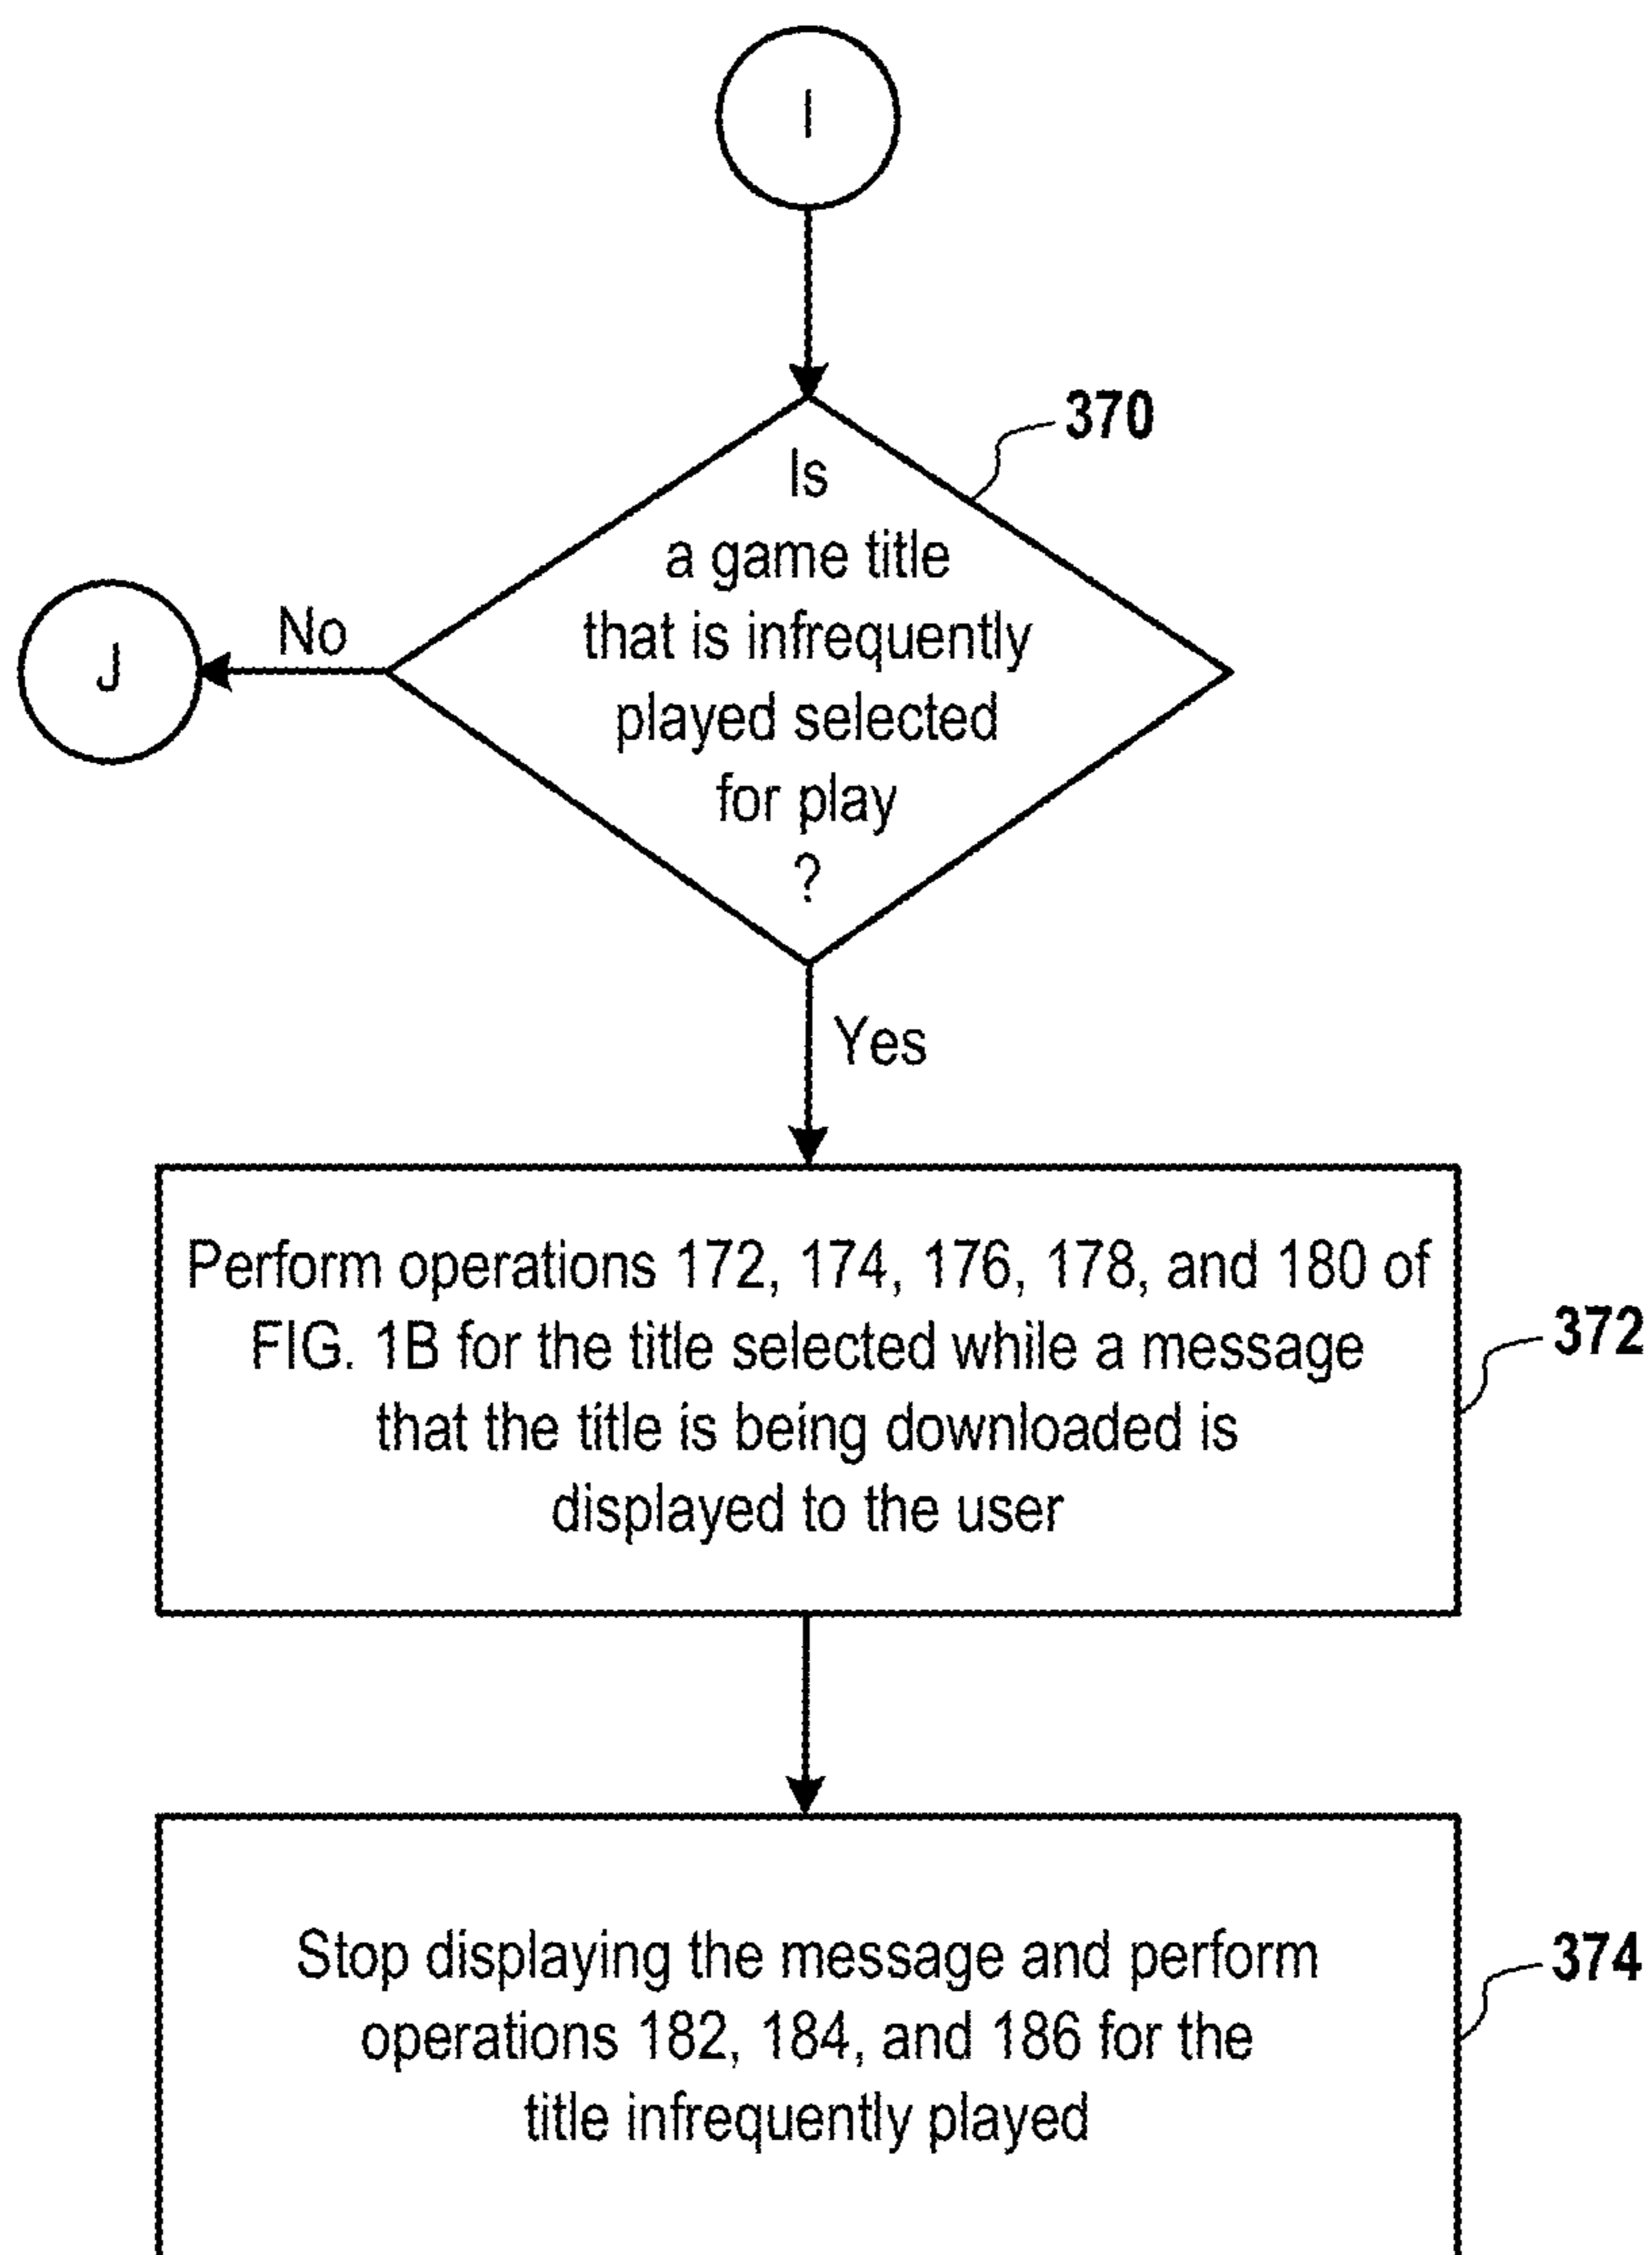 I
370
Is
a game title
that is infrequently
played selected
for play
?
No
J
Yes
Perform operations 172, 174, 176, 178, and 180 of
FIG. 1B for the title selected while a message
that the title is being downloaded is
displayed to the user
372
Stop displaying the message and perform
operations 182, 184, and 186 for the
title infrequently played
374